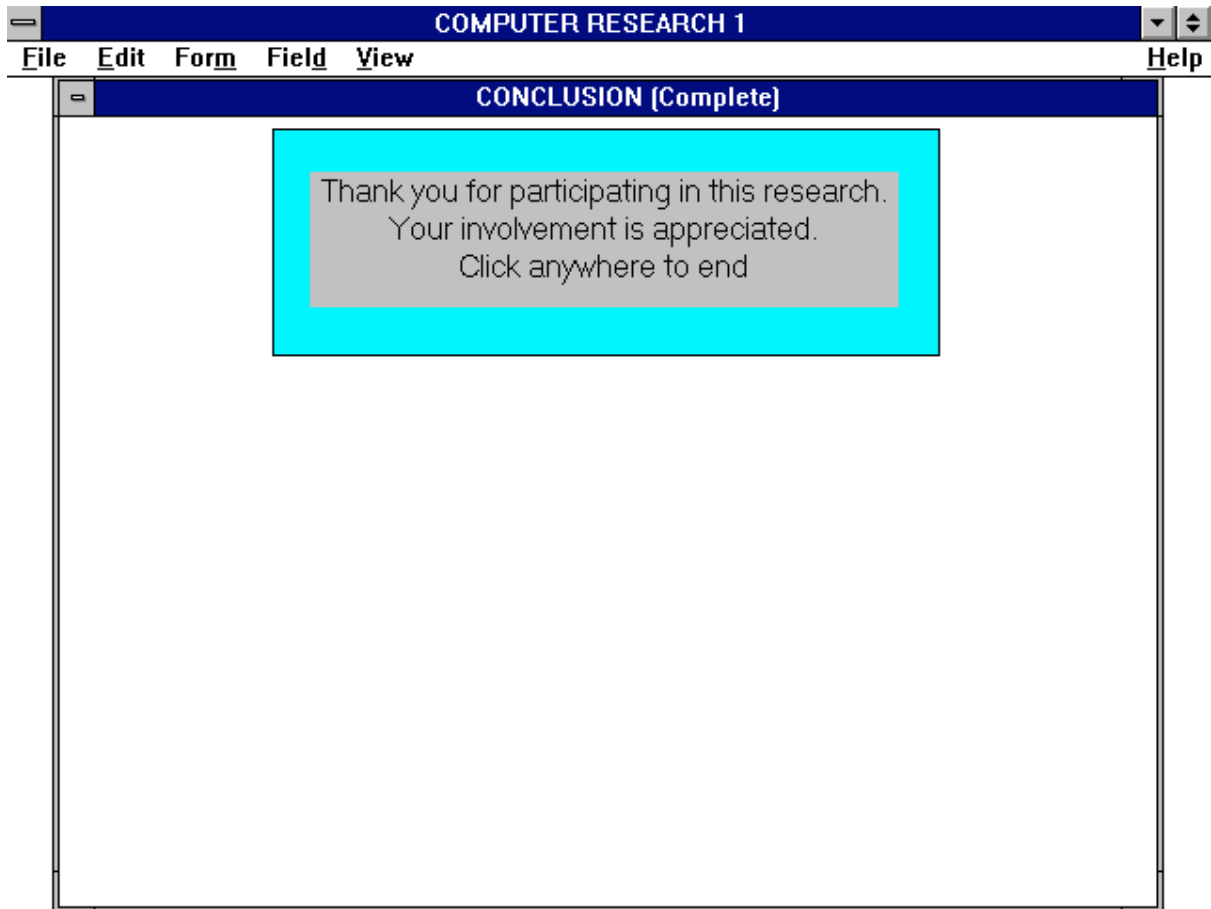 COMPUTER RESEARCH 1
File Edit Form Field View Help
CONCLUSION (Complete)
Thank you for participating in this research.
Your involvement is appreciated.
Click anywhere to end